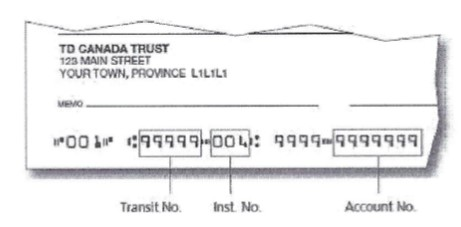 TD CANADA TRUST
123 MAIN STREET
YOUR TOWN, PROVINCE L1L1L1
MEMO
⑈001⑈ ⑆99999⑉004⑆ 9999⑉9999999
Transit No. Inst. No. Account No.